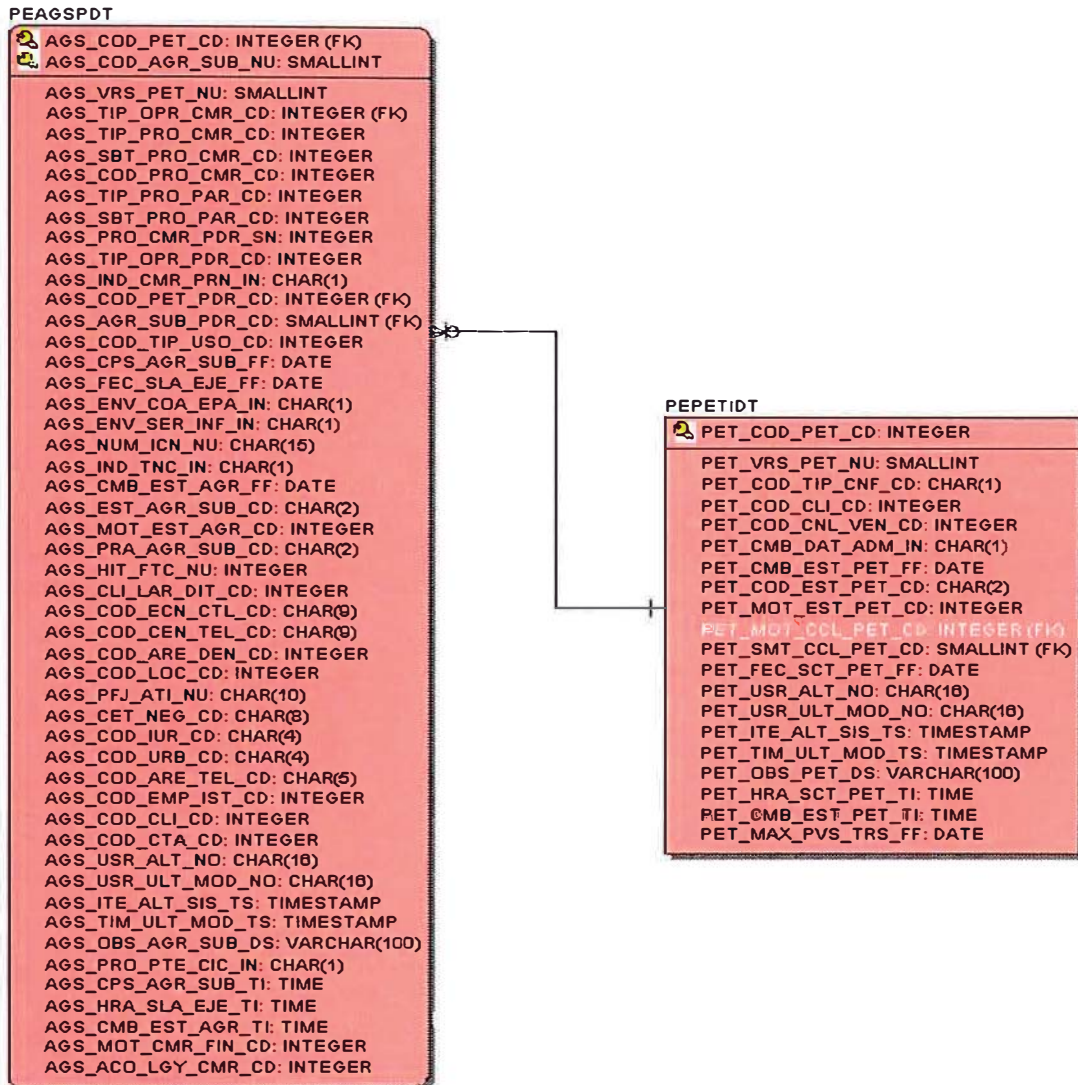 PEAGSPDT
AGS_COD_PET_CD: INTEGER (FK)
AGS_COD_AGR_SUB_NU: SMALLINT
AGS_VRS_PET_NU: SMALLINT
AGS_TIP_OPR_CMR_CD: INTEGER (FK)
AGS_TIP_PRO_CMR_CD: INTEGER
AGS_SBT_PRO_CMR_CD: INTEGER
AGS_COD_PRO_CMR_CD: INTEGER
AGS_TIP_PRO_PAR_CD: INTEGER
AGS_SBT_PRO_PAR_CD: INTEGER
AGS_PRO_CMR_PDR_SN: INTEGER
AGS_TIP_OPR_PDR_CD: INTEGER
AGS_IND_CMR_PRN_IN: CHAR(1)
AGS_COD_PET_PDR_CD: INTEGER (FK)
AGS_AGR_SUB_PDR_CD: SMALLINT (FK)
AGS_COD_TIP_USO_CD: INTEGER
AGS_CPS_AGR_SUB_FF: DATE
AGS_FEC_SLA_EJE_FF: DATE
AGS_ENV_COA_EPA_IN: CHAR(1)
AGS_ENV_SER_INF_IN: CHAR(1)
AGS_NUM_ICN_NU: CHAR(15)
AGS_IND_TNC_IN: CHAR(1)
AGS_CMB_EST_AGR_FF: DATE
AGS_EST_AGR_SUB_CD: CHAR(2)
AGS_MOT_EST_AGR_CD: INTEGER
AGS_PRA_AGR_SUB_CD: CHAR(2)
AGS_HIT_FTC_NU: INTEGER
AGS_CLI_LAR_DIT_CD: INTEGER
AGS_COD_ECN_CTL_CD: CHAR(9)
AGS_COD_CEN_TEL_CD: CHAR(9)
AGS_COD_ARE_DEN_CD: INTEGER
AGS_COD_LOC_CD: INTEGER
AGS_PFJ_ATI_NU: CHAR(10)
AGS_CET_NEG_CD: CHAR(8)
AGS_COD_IUR_CD: CHAR(4)
AGS_COD_URB_CD: CHAR(4)
AGS_COD_ARE_TEL_CD: CHAR(5)
AGS_COD_EMP_IST_CD: INTEGER
AGS_COD_CLI_CD: INTEGER
AGS_COD_CTA_CD: INTEGER
AGS_USR_ALT_NO: CHAR(16)
AGS_USR_ULT_MOD_NO: CHAR(16)
AGS_ITE_ALT_SIS_TS: TIMESTAMP
AGS_TIM_ULT_MOD_TS: TIMESTAMP
AGS_OBS_AGR_SUB_DS: VARCHAR(100)
AGS_PRO_PTE_CIC_IN: CHAR(1)
AGS_CPS_AGR_SUB_TI: TIME
AGS_HRA_SLA_EJE_TI: TIME
AGS_CMB_EST_AGR_TI: TIME
AGS_MOT_CMR_FIN_CD: INTEGER
AGS_ACO_LGY_CMR_CD: INTEGER
PEPETIDT
PET_COD_PET_CD: INTEGER
PET_VRS_PET_NU: SMALLINT
PET_COD_TIP_CNF_CD: CHAR(1)
PET_COD_CLI_CD: INTEGER
PET_COD_CNL_VEN_CD: INTEGER
PET_CMB_DAT_ADM_IN: CHAR(1)
PET_CMB_EST_PET_FF: DATE
PET_COD_EST_PET_CD: CHAR(2)
PET_MOT_EST_PET_CD: INTEGER
PET_MOT_CCL_PET_CD: INTEGER (FK)
PET_SMT_CCL_PET_CD: SMALLINT (FK)
PET_FEC_SCT_PET_FF: DATE
PET_USR_ALT_NO: CHAR(16)
PET_USR_ULT_MOD_NO: CHAR(16)
PET_ITE_ALT_SIS_TS: TIMESTAMP
PET_TIM_ULT_MOD_TS: TIMESTAMP
PET_OBS_PET_DS: VARCHAR(100)
PET_HRA_SCT_PET_TI: TIME
PET_CMB_EST_PET_TI: TIME
PET_MAX_PVS_TRS_FF: DATE